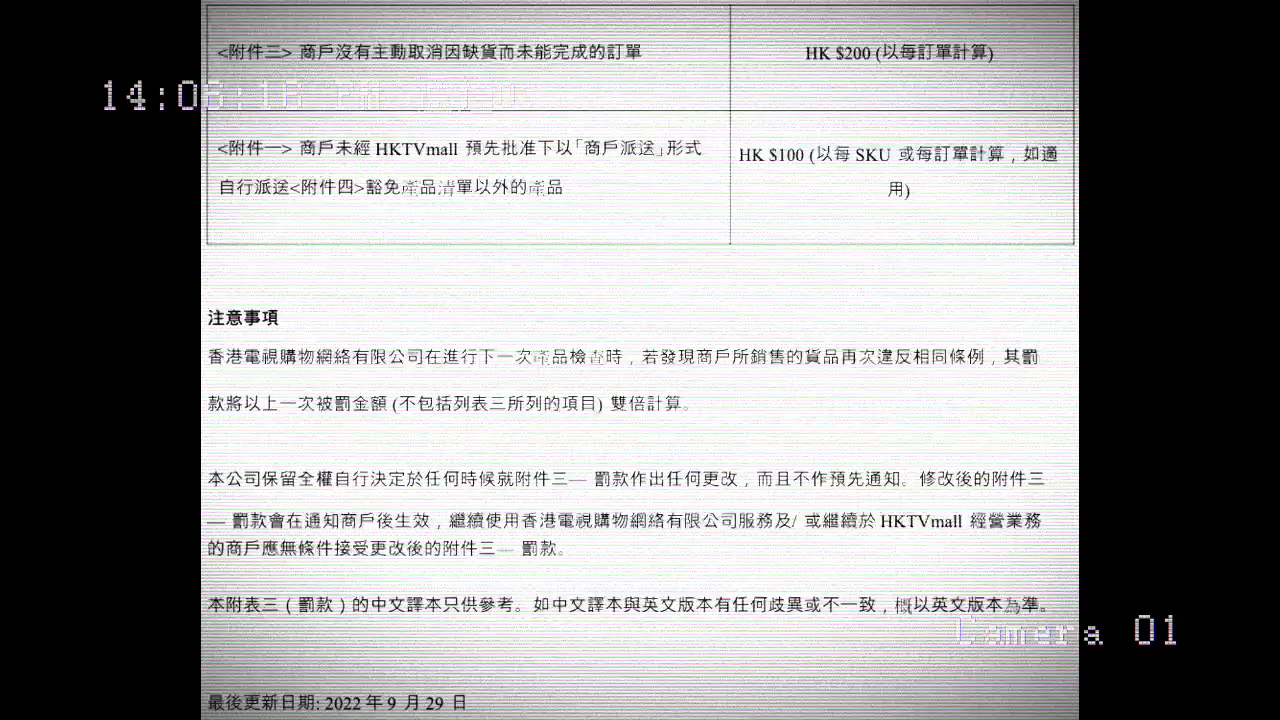 <附件三> 商戶沒有主動取消因缺貨而未能完成的訂單
HK $200 (以每訂單計算)
14:05:
<附件一> 商戶未經 HKTVmall 預先批准下以「商戶派送」形式
自行派送<附件四>豁免產品清單以外的產品
HK $100 (以每 SKU 或每訂單計算，如適
用)
注意事項
香港電視購物網絡有限公司在進行下一次產品檢查時，若發現商戶所銷售的貨品再次違反相同條例，其罰
款將以上一次被罰金額 (不包括列表三所列的項目) 雙倍計算。
本公司保留全權自行決定於任何時候就附件三— 罰款作出任何更改，而且不作預先通知。修改後的附件三
— 罰款會在通知商戶後生效，繼續使用香港電視購物網絡有限公司服務及/ 或繼續於 HKTVmall 經營業務
的商戶應無條件接受更改後的附件三— 罰款。
本附表三（罰款）的中文譯本只供參考。如中文譯本與英文版本有任何歧異或不一致，概以英文版本為準。
Camera 01
最後更新日期: 2022 年 9 月 29 日